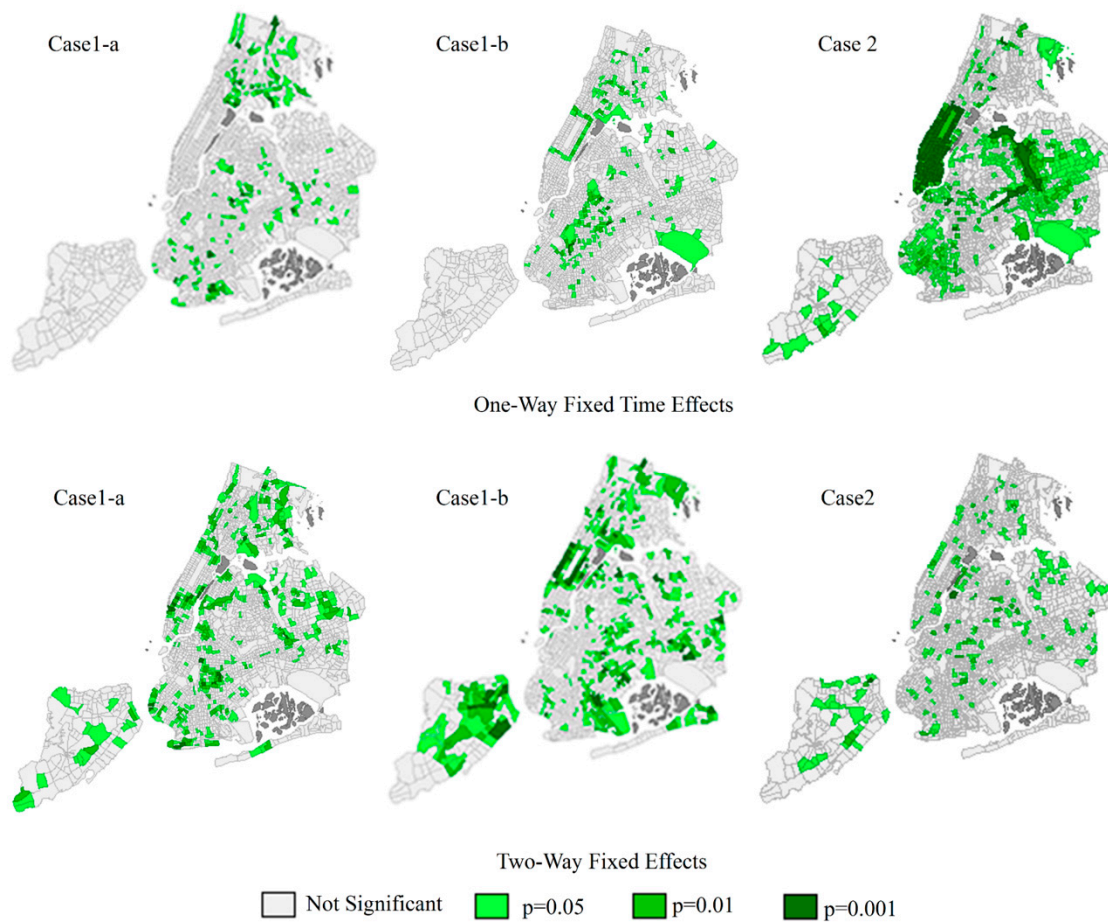 Case1-a
Case1-b
Case 2
One-Way Fixed Time Effects
Case1-a
Case1-b
Case2
Two-Way Fixed Effects
Not Significant p=0.05 p=0.01 p=0.001